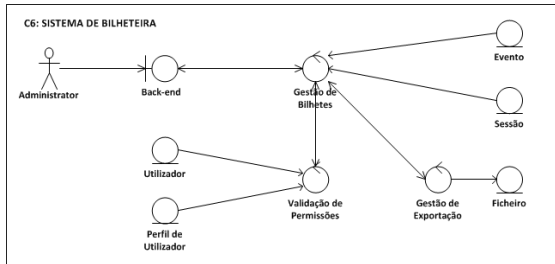 C6: SISTEMA DE BILHETEIRA
Administrator
Back-end
Gestão de
Bilhetes
Evento
Sessão
Utilizador
Perfil de
Utilizador
Validação de
Permissões
Gestão de
Exportação
Ficheiro